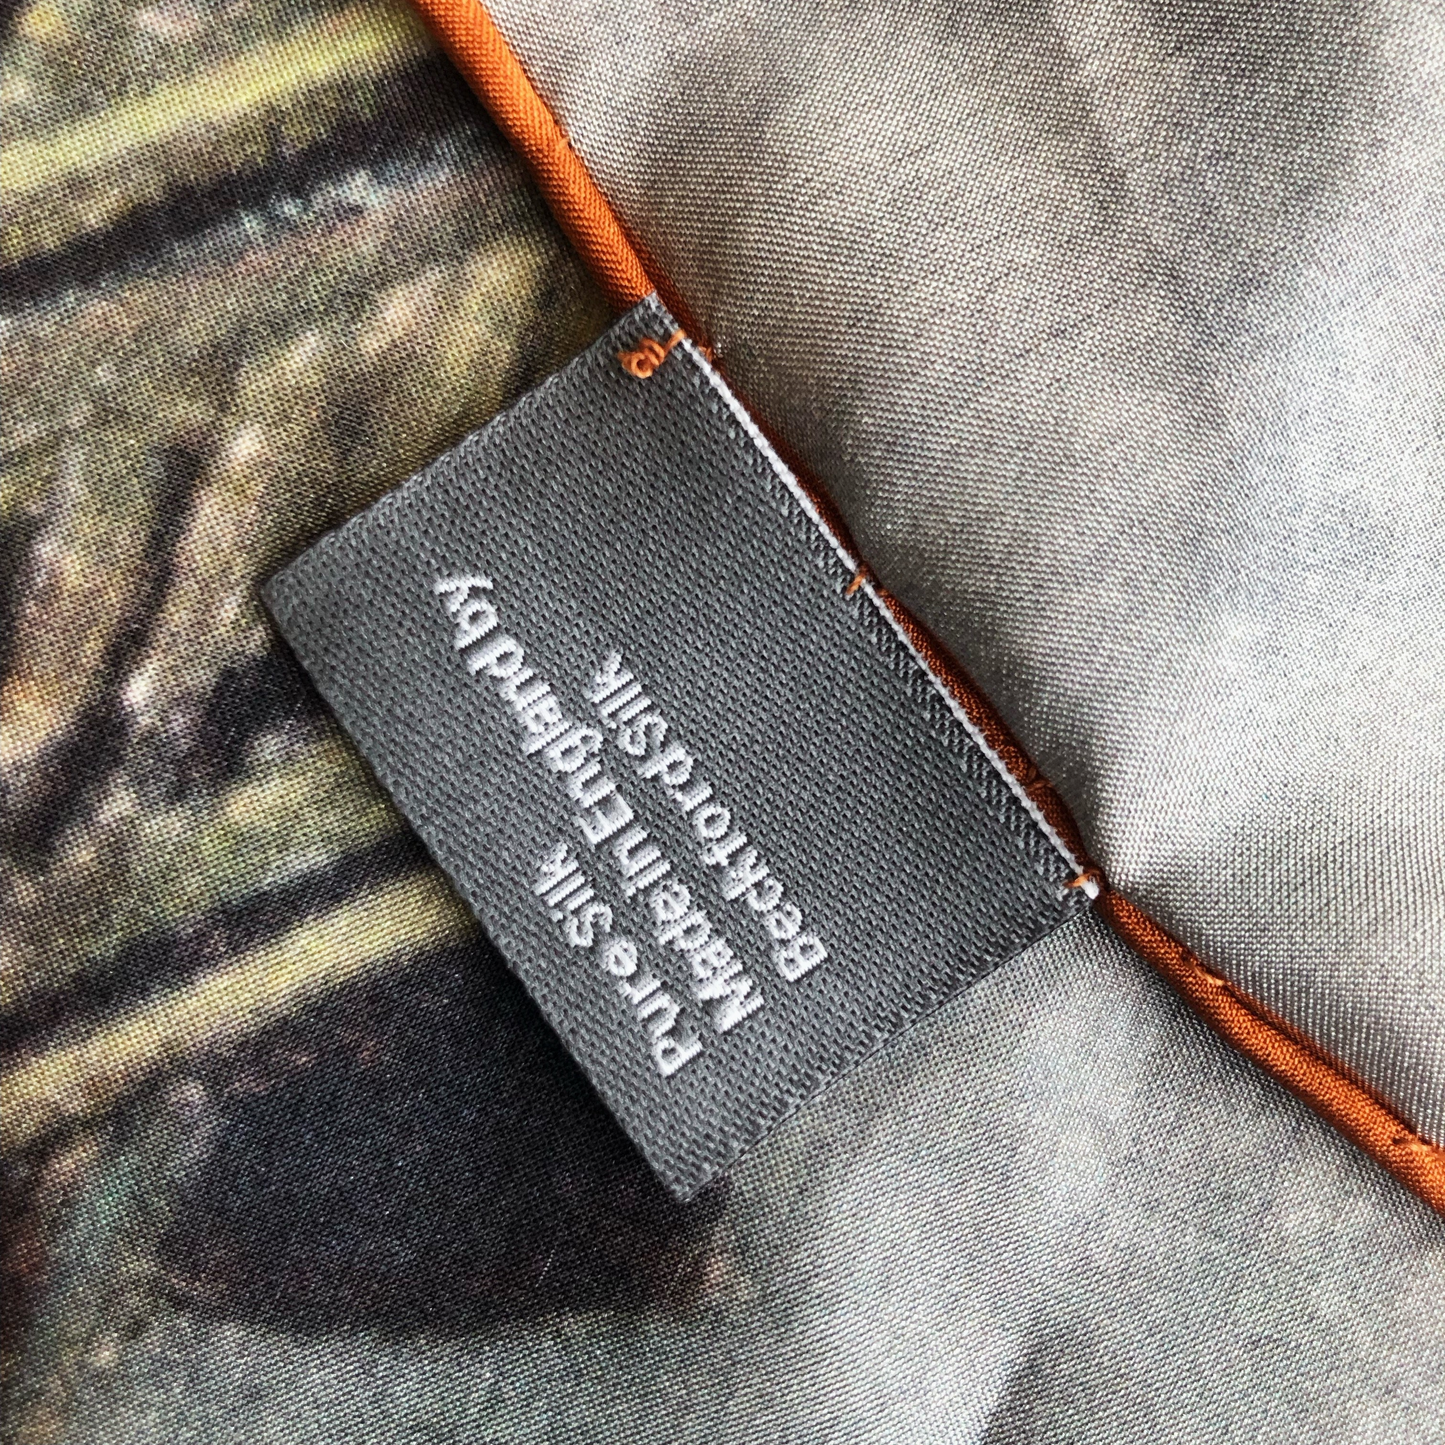 Pure Silk
Made in England by
Beckford Silk